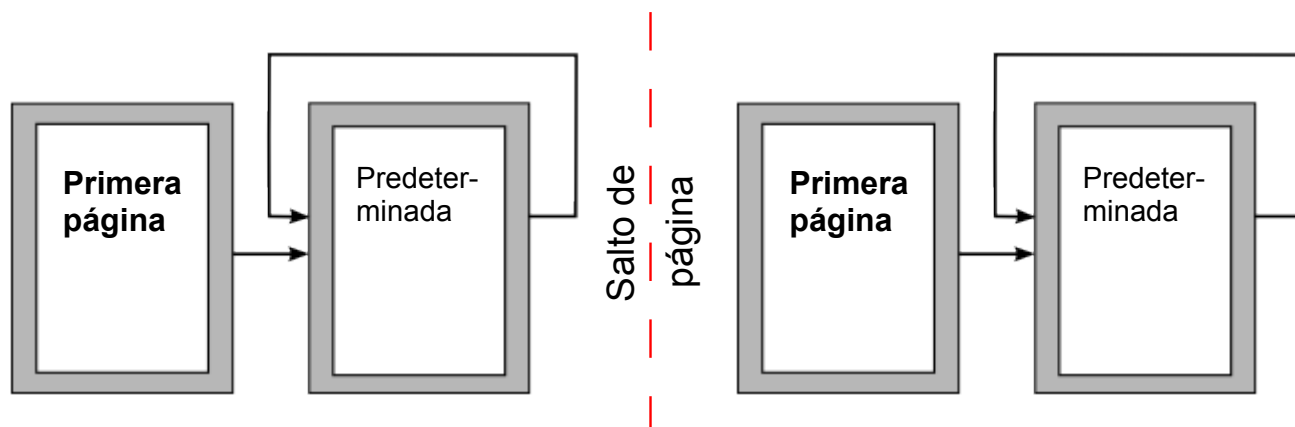 Primera
página
Predeter-
minada
Salto de
página
Primera
página
Predeter-
minada